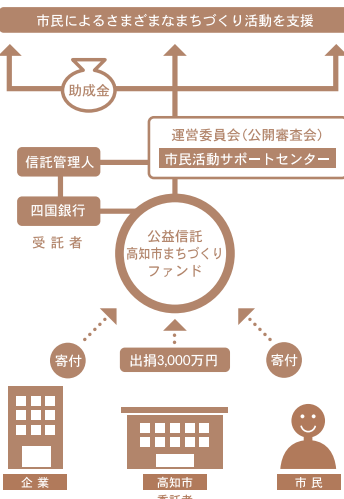 市民によるさまざまなまちづくり活動を支援
助成金
運営委員会（公開審査会）
市民活動サポートセンター
信託管理人
四国銀行
受託者
公益信託
高知市まちづくり
ファンド
寄付
出捐3,000万円
寄付
企業
高知市
委託者
市民